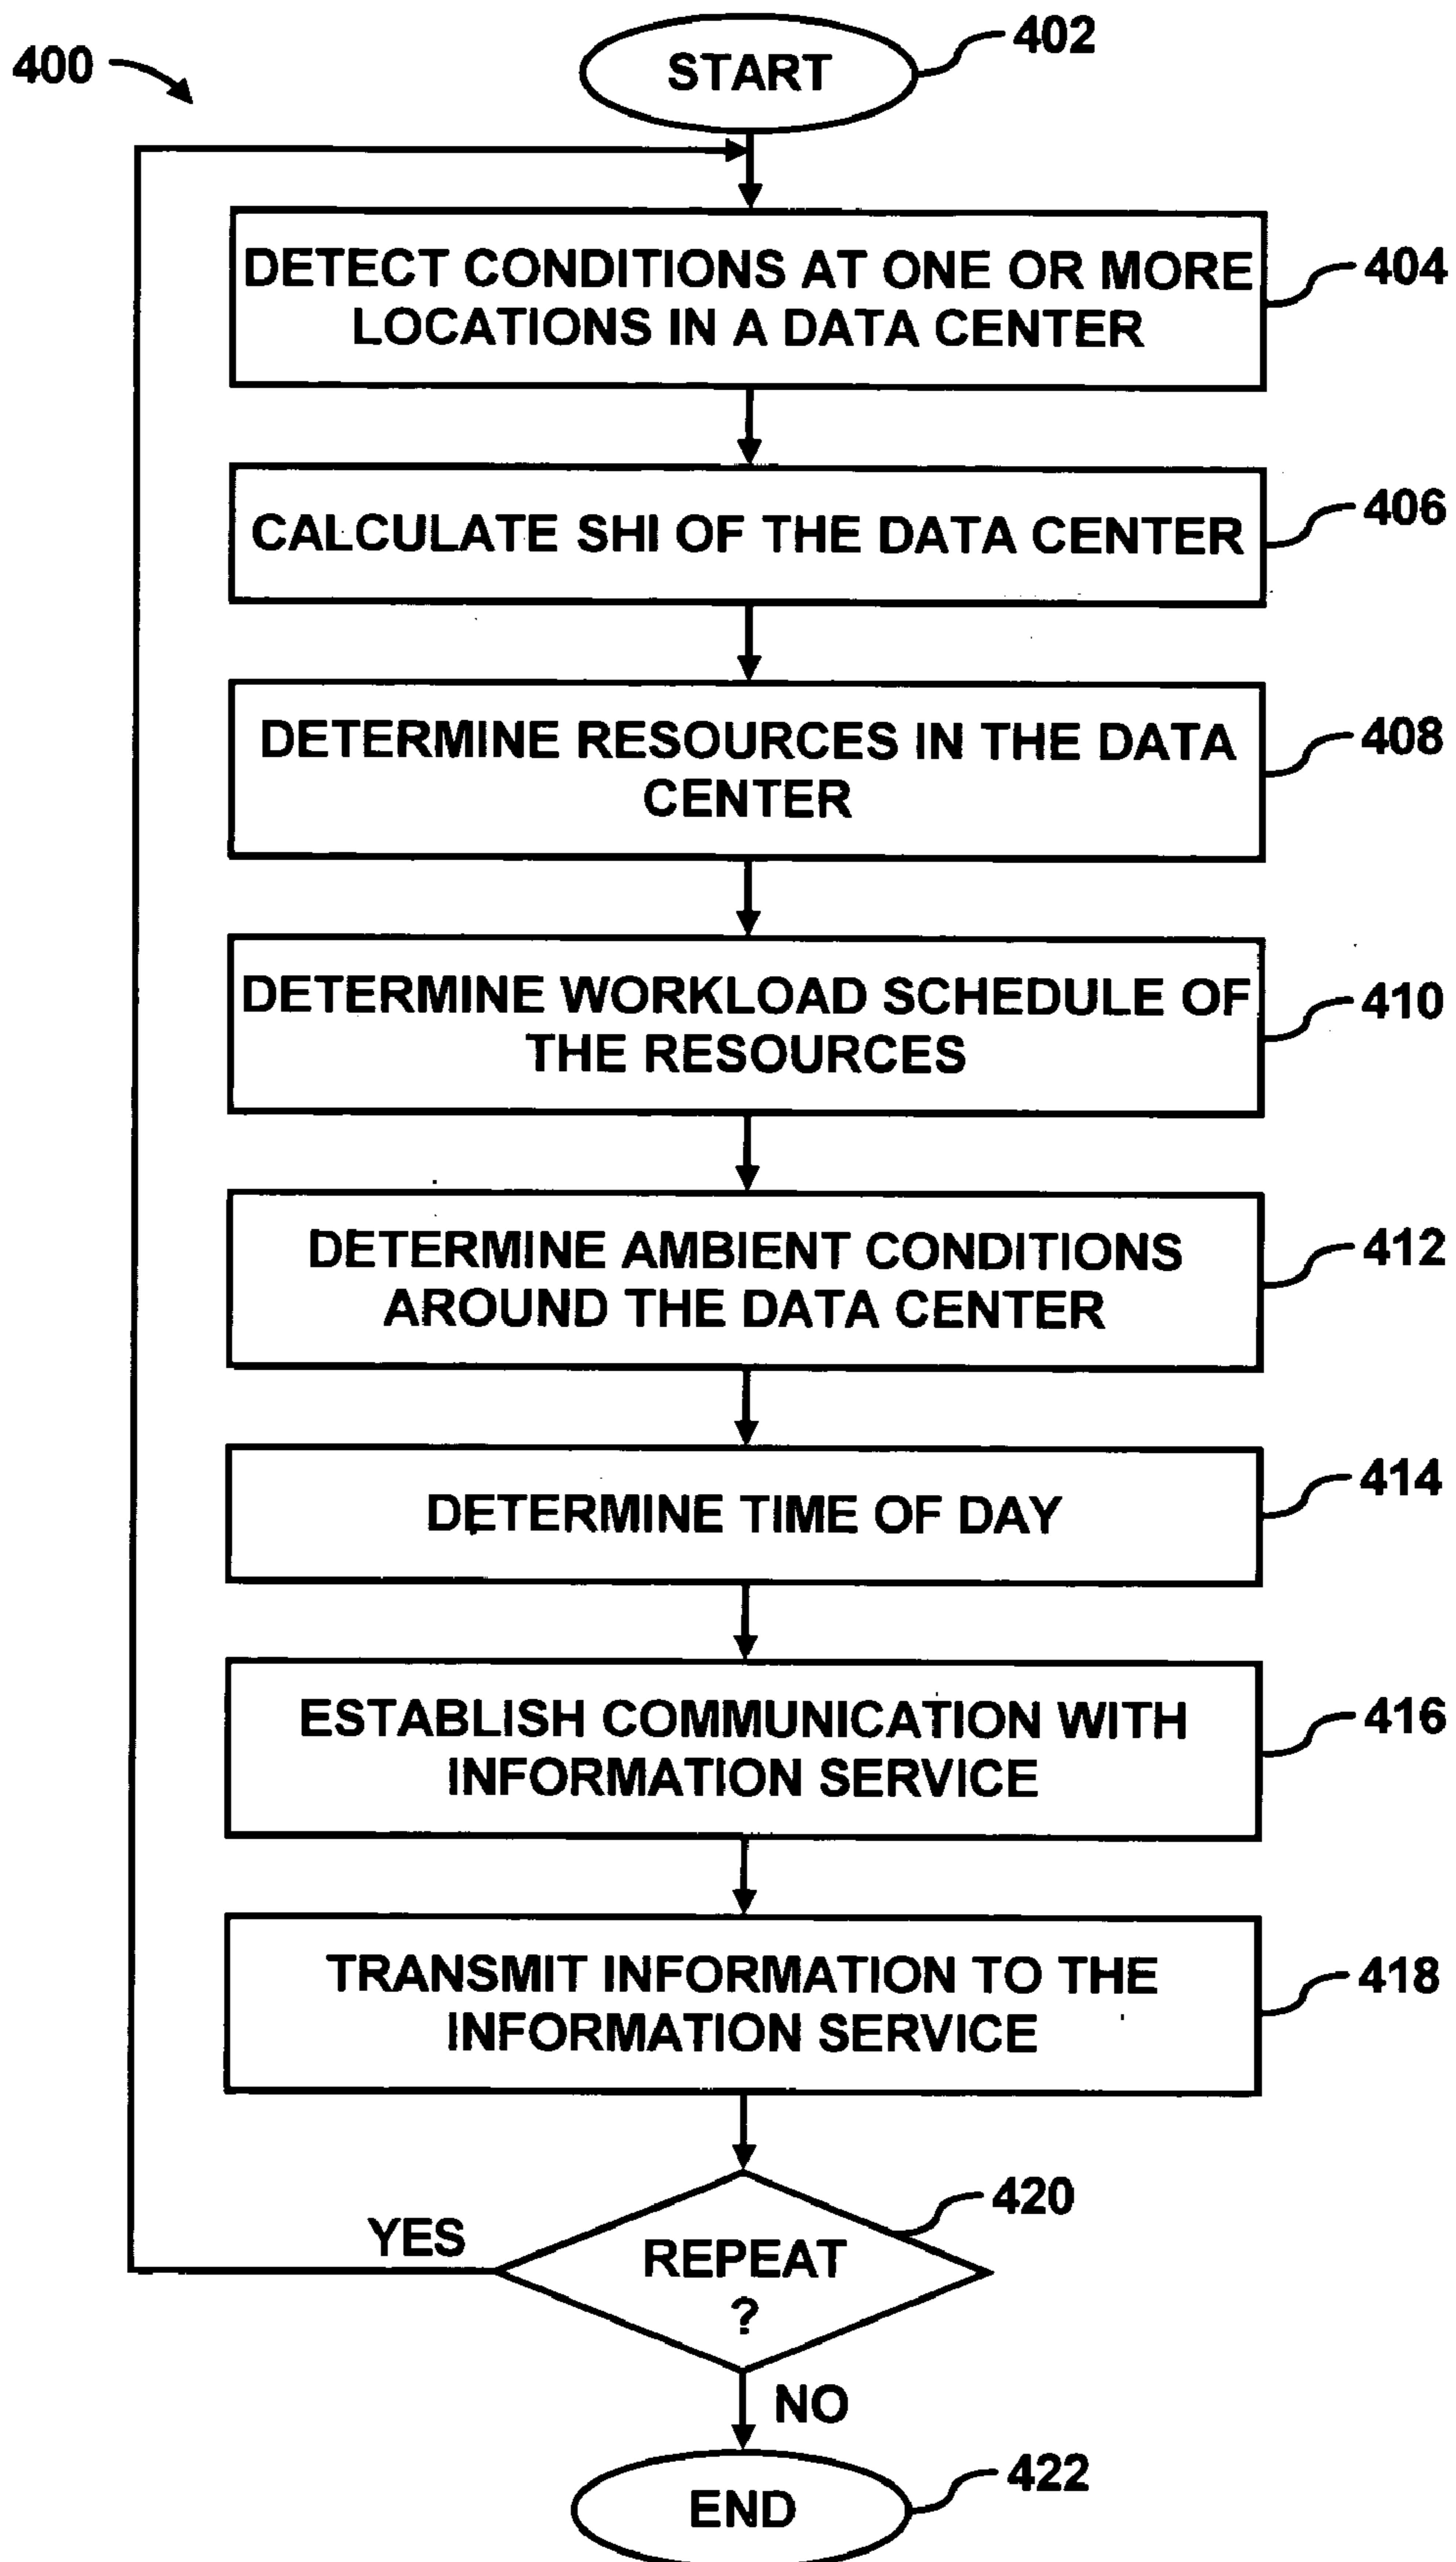 400
START
402
DETECT CONDITIONS AT ONE OR MORE
LOCATIONS IN A DATA CENTER
404
CALCULATE SHI OF THE DATA CENTER
406
DETERMINE RESOURCES IN THE DATA
CENTER
408
DETERMINE WORKLOAD SCHEDULE OF
THE RESOURCES
410
DETERMINE AMBIENT CONDITIONS
AROUND THE DATA CENTER
412
DETERMINE TIME OF DAY
414
ESTABLISH COMMUNICATION WITH
INFORMATION SERVICE
416
TRANSMIT INFORMATION TO THE
INFORMATION SERVICE
418
REPEAT
?
420
YES
NO
END
422